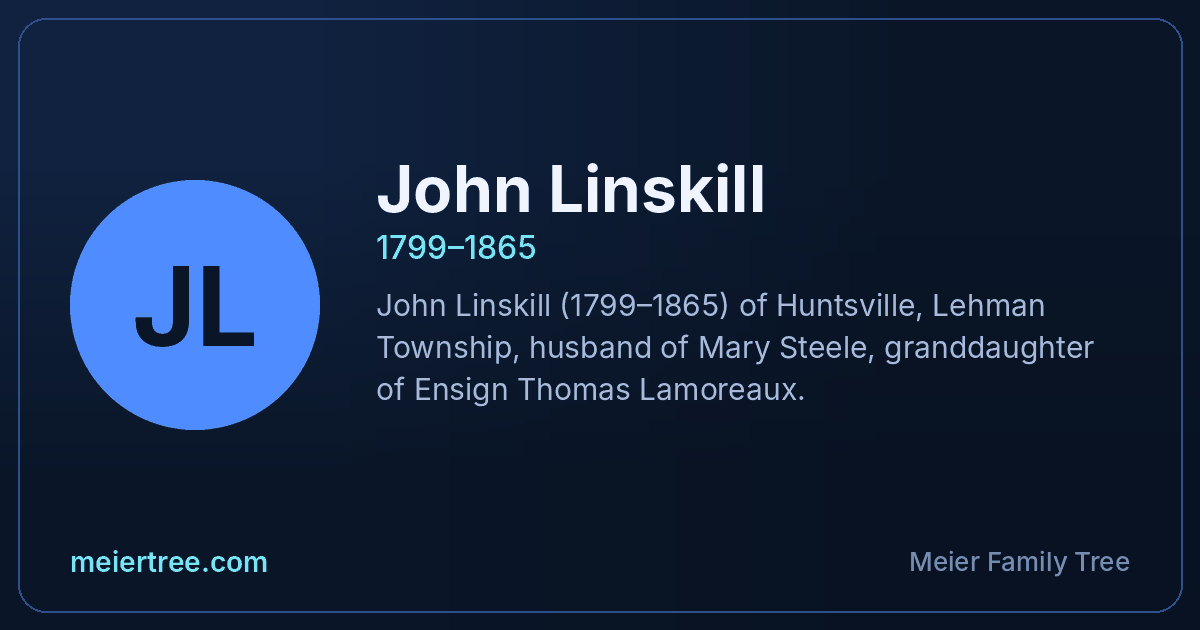 JL
John Linskill
1799–1865
John Linskill (1799–1865) of Huntsville, Lehman
Township, husband of Mary Steele, granddaughter
of Ensign Thomas Lamoreaux.
meiertree.com
Meier Family Tree